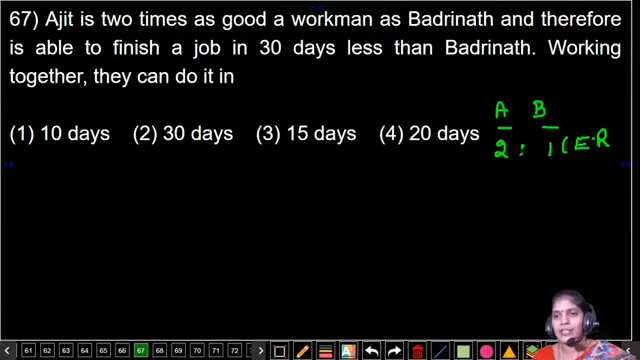 67) Ajit is two times as good a workman as Badrinath and therefore
is able to finish a job in 30 days less than Badrinath. Working
together, they can do it in
(1) 10 days (2) 30 days (3) 15 days (4) 20 days
A B
2 : 1 (E.R
61 62 63 64 65 66 67 68 69 70 71 72 7